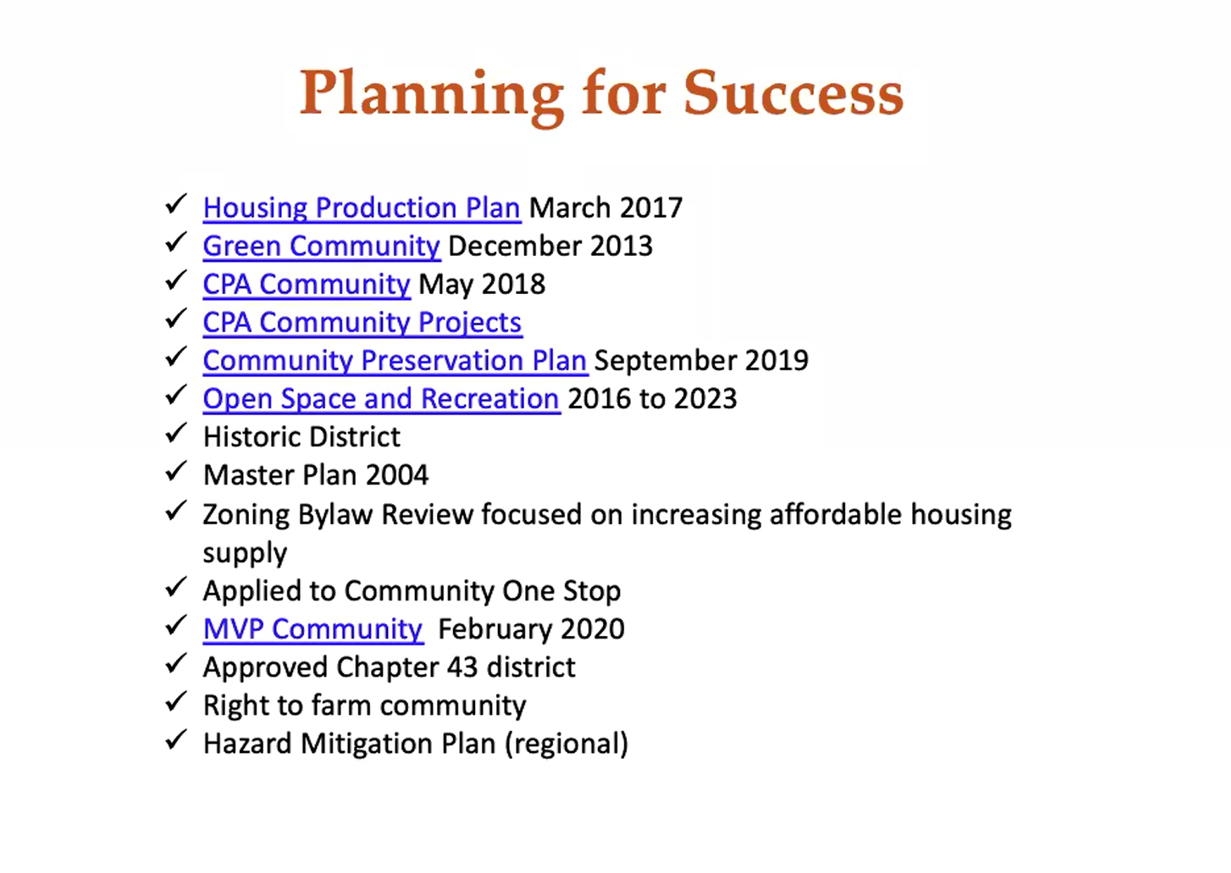 Planning for Success
✓ Housing Production Plan March 2017
✓ Green Community December 2013
✓ CPA Community May 2018
✓ CPA Community Projects
✓ Community Preservation Plan September 2019
✓ Open Space and Recreation 2016 to 2023
✓ Historic District
✓ Master Plan 2004
✓ Zoning Bylaw Review focused on increasing affordable housing
supply
✓ Applied to Community One Stop
✓ MVP Community February 2020
✓ Approved Chapter 43 district
✓ Right to farm community
✓ Hazard Mitigation Plan (regional)